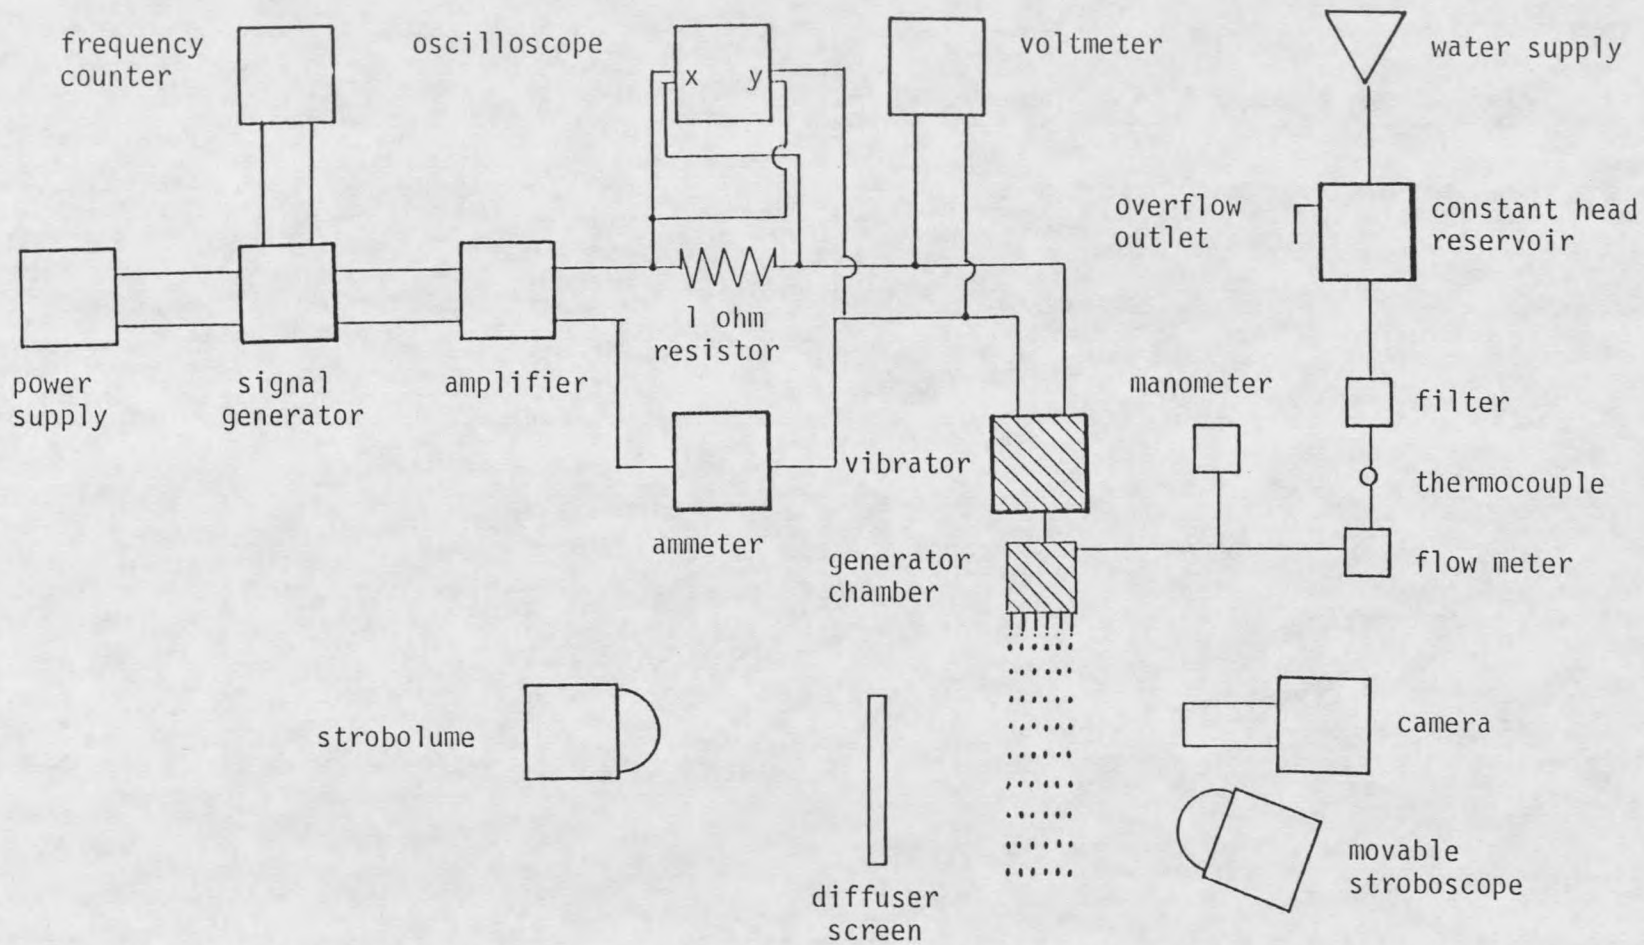 frequency
counter
oscilloscope
x
y
voltmeter
water supply
overflow
outlet
constant head
reservoir
1 ohm
resistor
power
supply
signal
generator
amplifier
manometer
filter
vibrator
thermocouple
ammeter
generator
chamber
flow meter
strobolume
camera
movable
stroboscope
diffuser
screen